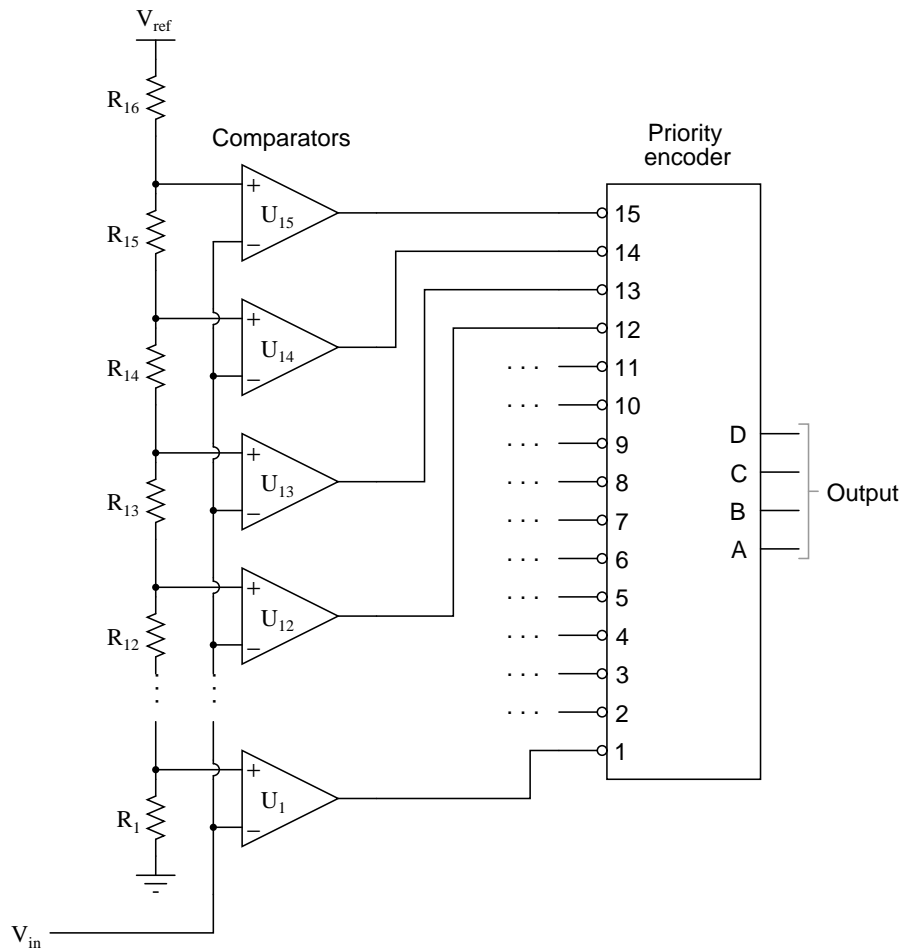 V_ref
R_16
Comparators
Priority
encoder
+
U_15
−
15
R_15
14
13
+
U_14
−
12
R_14
. . . 11
. . . 10
D
+
U_13
−
. . . 9
C
R_13
. . . 8
Output
B
. . . 7
A
. . . 6
+
U_12
−
. . . 5
R_12
. . . 4
. . . 3
. . . 2
1
+
U_1
−
R_1
V_in